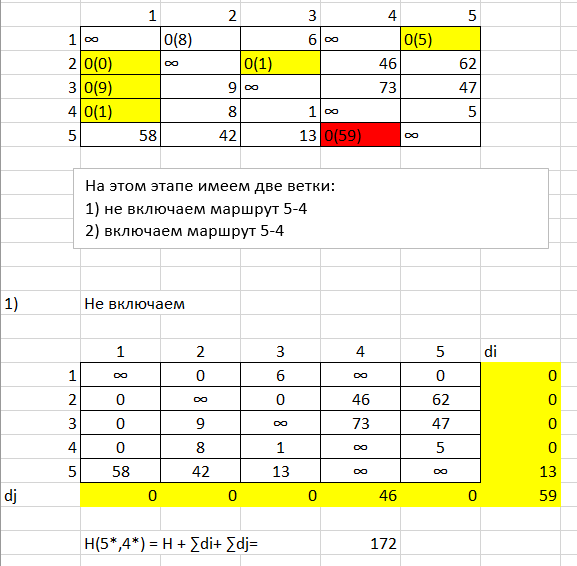 1 2 3 4 5
1 ∞ 0(8) 6 ∞ 0(5)
2 0(0) ∞ 0(1) 46 62
3 0(9) 9 ∞ 73 47
4 0(1) 8 1 ∞ 5
5 58 42 13 0(59) ∞
На этом этапе имеем две ветки:
1) не включаем маршрут 5-4
2) включаем маршрут 5-4
1) Не включаем
1 2 3 4 5 di
1 ∞ 0 6 ∞ 0 0
2 0 ∞ 0 46 62 0
3 0 9 ∞ 73 47 0
4 0 8 1 ∞ 5 0
5 58 42 13 ∞ ∞ 13
dj 0 0 0 46 0 59
H(5*,4*) = H + ∑di+ ∑dj= 172